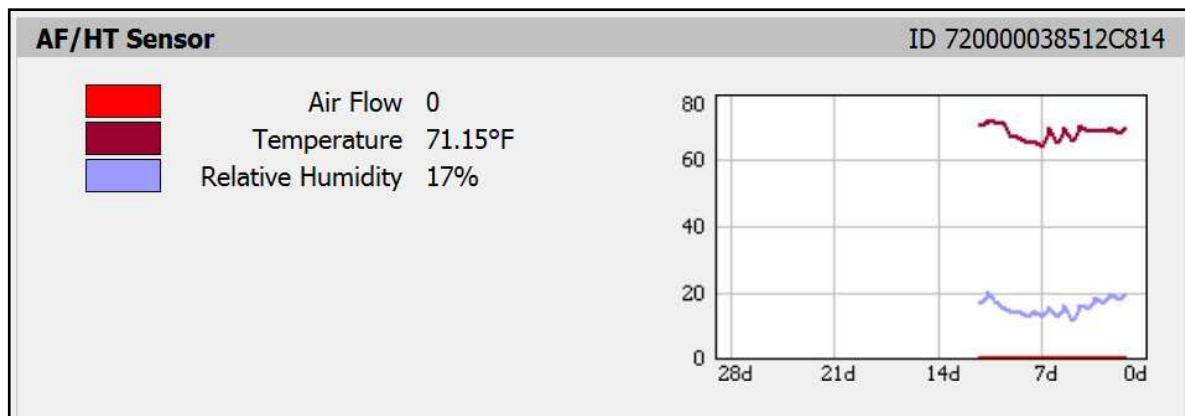 AF/HT Sensor ID 720000038512C814
Air Flow 0
Temperature 71.15°F
Relative Humidity 17%
80
60
40
20
0
28d 21d 14d 7d 0d